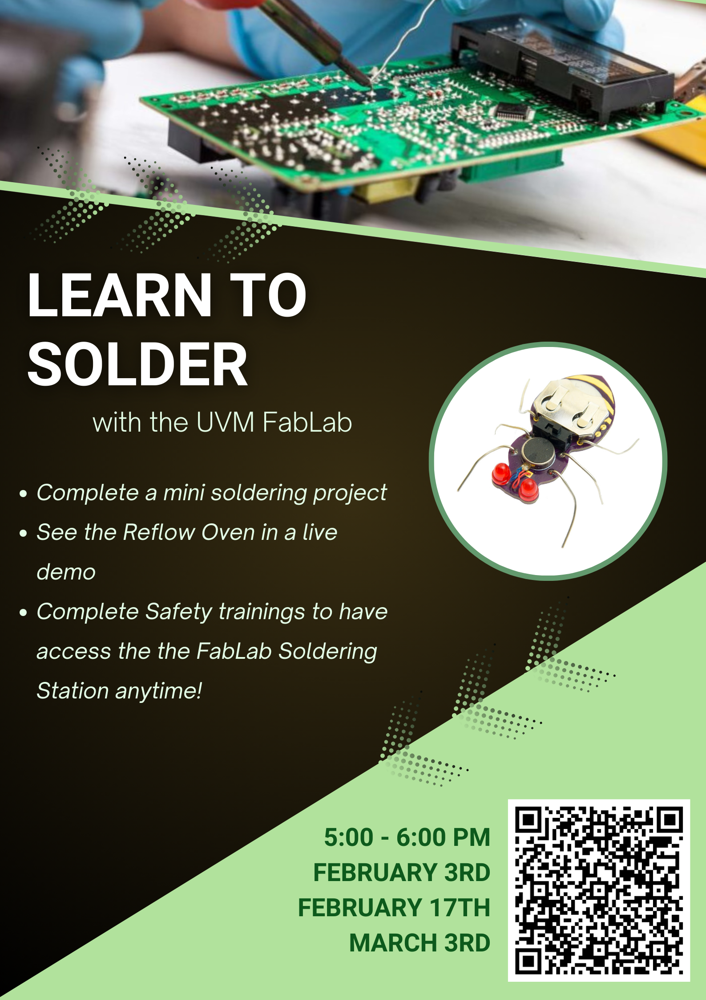 LEARN TO
SOLDER
with the UVM FabLab
• Complete a mini soldering project
• See the Reflow Oven in a live
demo
• Complete Safety trainings to have
access the the FabLab Soldering
Station anytime!
5:00 - 6:00 PM
FEBRUARY 3RD
FEBRUARY 17TH
MARCH 3RD